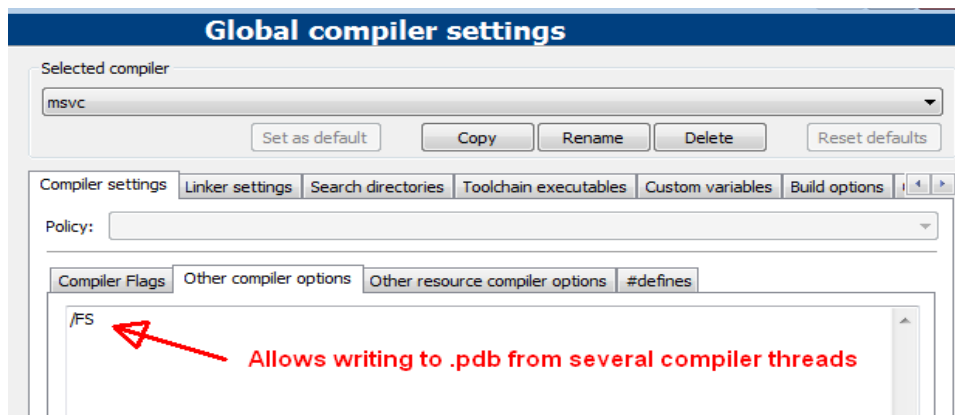 Global compiler settings
Selected compiler
msvc
Set as default Copy Rename Delete Reset defaults
Compiler settings Linker settings Search directories Toolchain executables Custom variables Build options
Policy:
Compiler Flags Other compiler options Other resource compiler options #defines
/FS
Allows writing to .pdb from several compiler threads